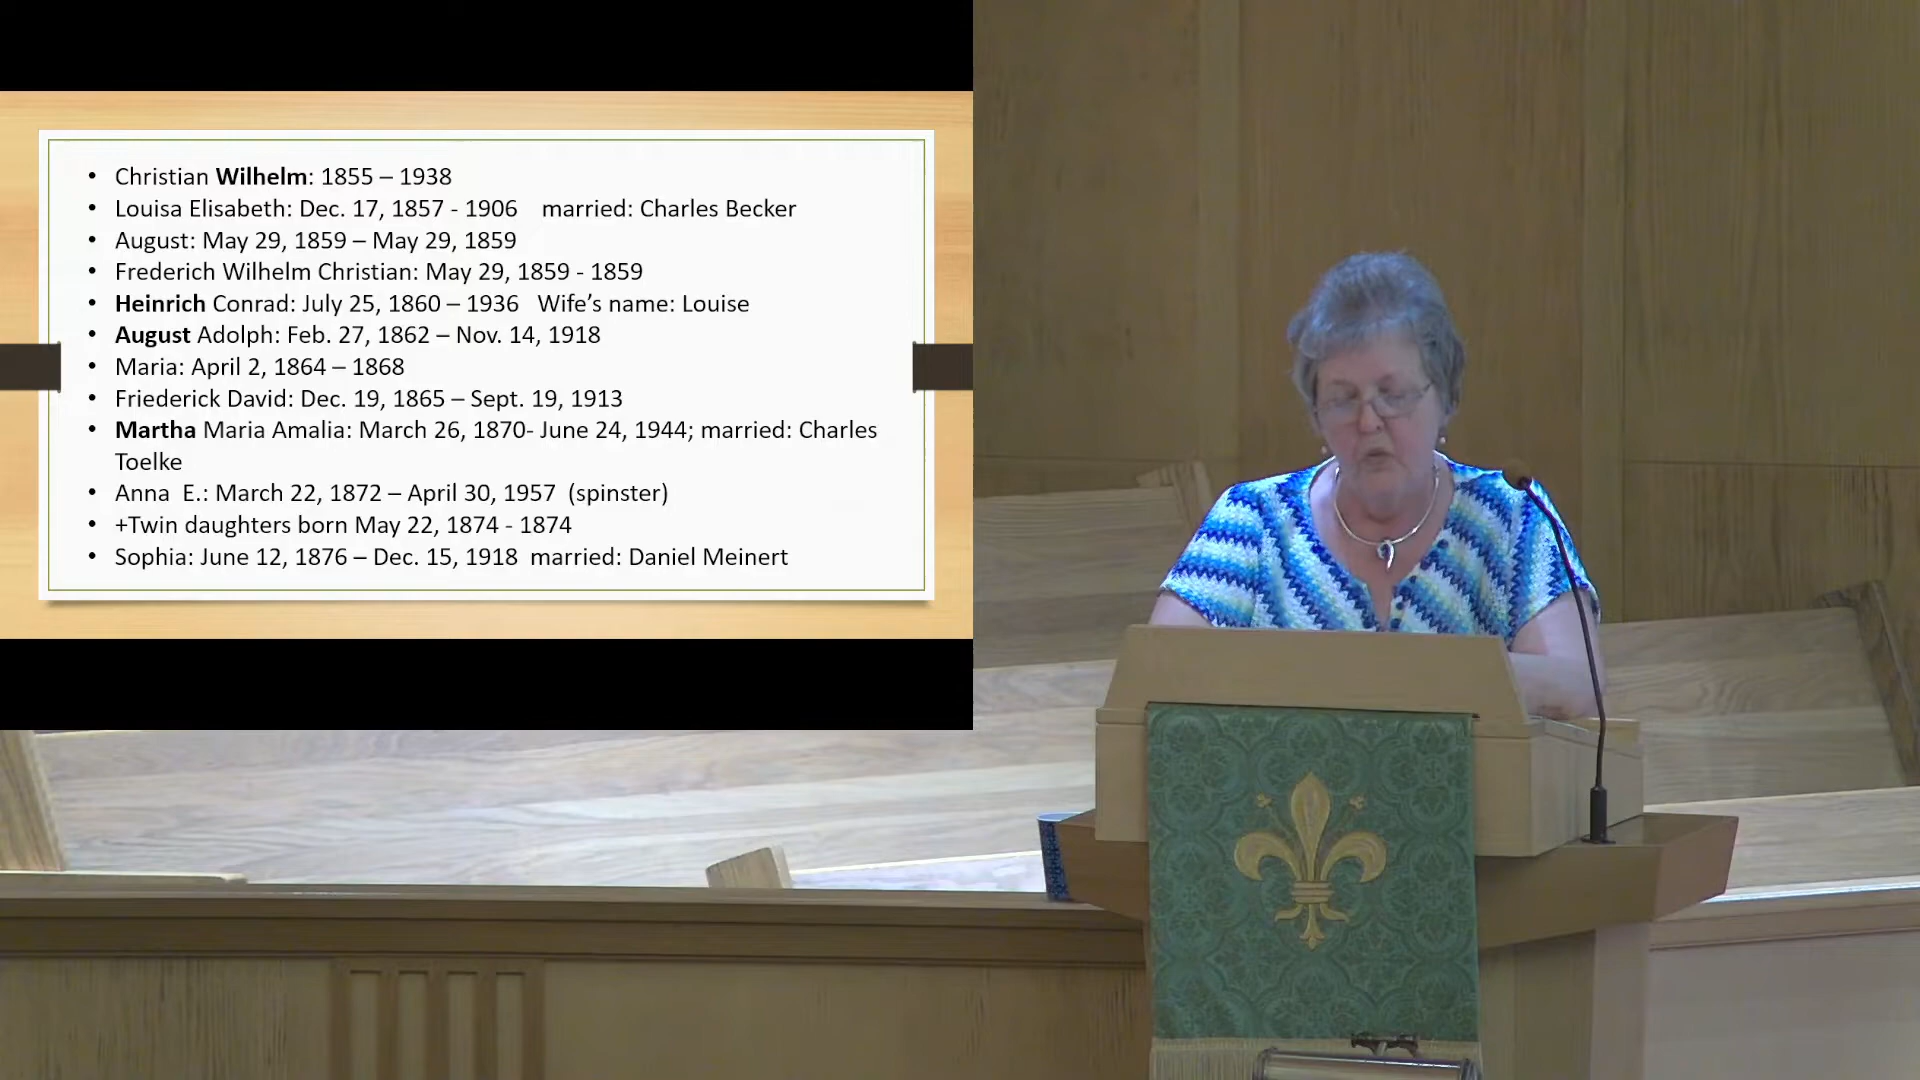 • Christian Wilhelm: 1855 – 1938
• Louisa Elisabeth: Dec. 17, 1857 - 1906 married: Charles Becker
• August: May 29, 1859 – May 29, 1859
• Frederich Wilhelm Christian: May 29, 1859 - 1859
• Heinrich Conrad: July 25, 1860 – 1936 Wife’s name: Louise
• August Adolph: Feb. 27, 1862 – Nov. 14, 1918
• Maria: April 2, 1864 – 1868
• Friederick David: Dec. 19, 1865 – Sept. 19, 1913
• Martha Maria Amalia: March 26, 1870- June 24, 1944; married: Charles
Toelke
• Anna E.: March 22, 1872 – April 30, 1957 (spinster)
• +Twin daughters born May 22, 1874 - 1874
• Sophia: June 12, 1876 – Dec. 15, 1918 married: Daniel Meinert